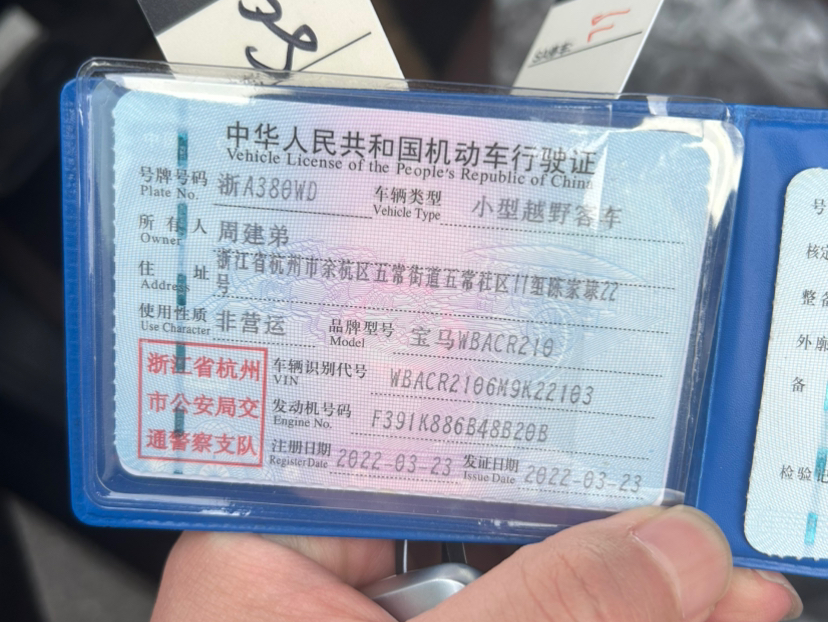 SA佛客:
中华人民共和国机动车行驶证
Vehicle License of the People's Republic of China
号牌号码 浙A380WD 车辆类型 小型越野客车
Plate No. Vehicle Type
所有人 周建弟
Owner
住址 浙江省杭州市余杭区五常街道五常社区11组陈家埭22
Address 号
使用性质 非营运 品牌型号 宝马WBACR210
Use Character Model
浙江省杭州
市公安局交
通警察支队
车辆识别代号 WBACR2106M9K22103
VIN
发动机号码 F391K886B48B20B
Engine No.
注册日期 2022-03-23 发证日期 2022-03-23
Register Date Issue Date
号
核定
整备
外廓
备
检验记